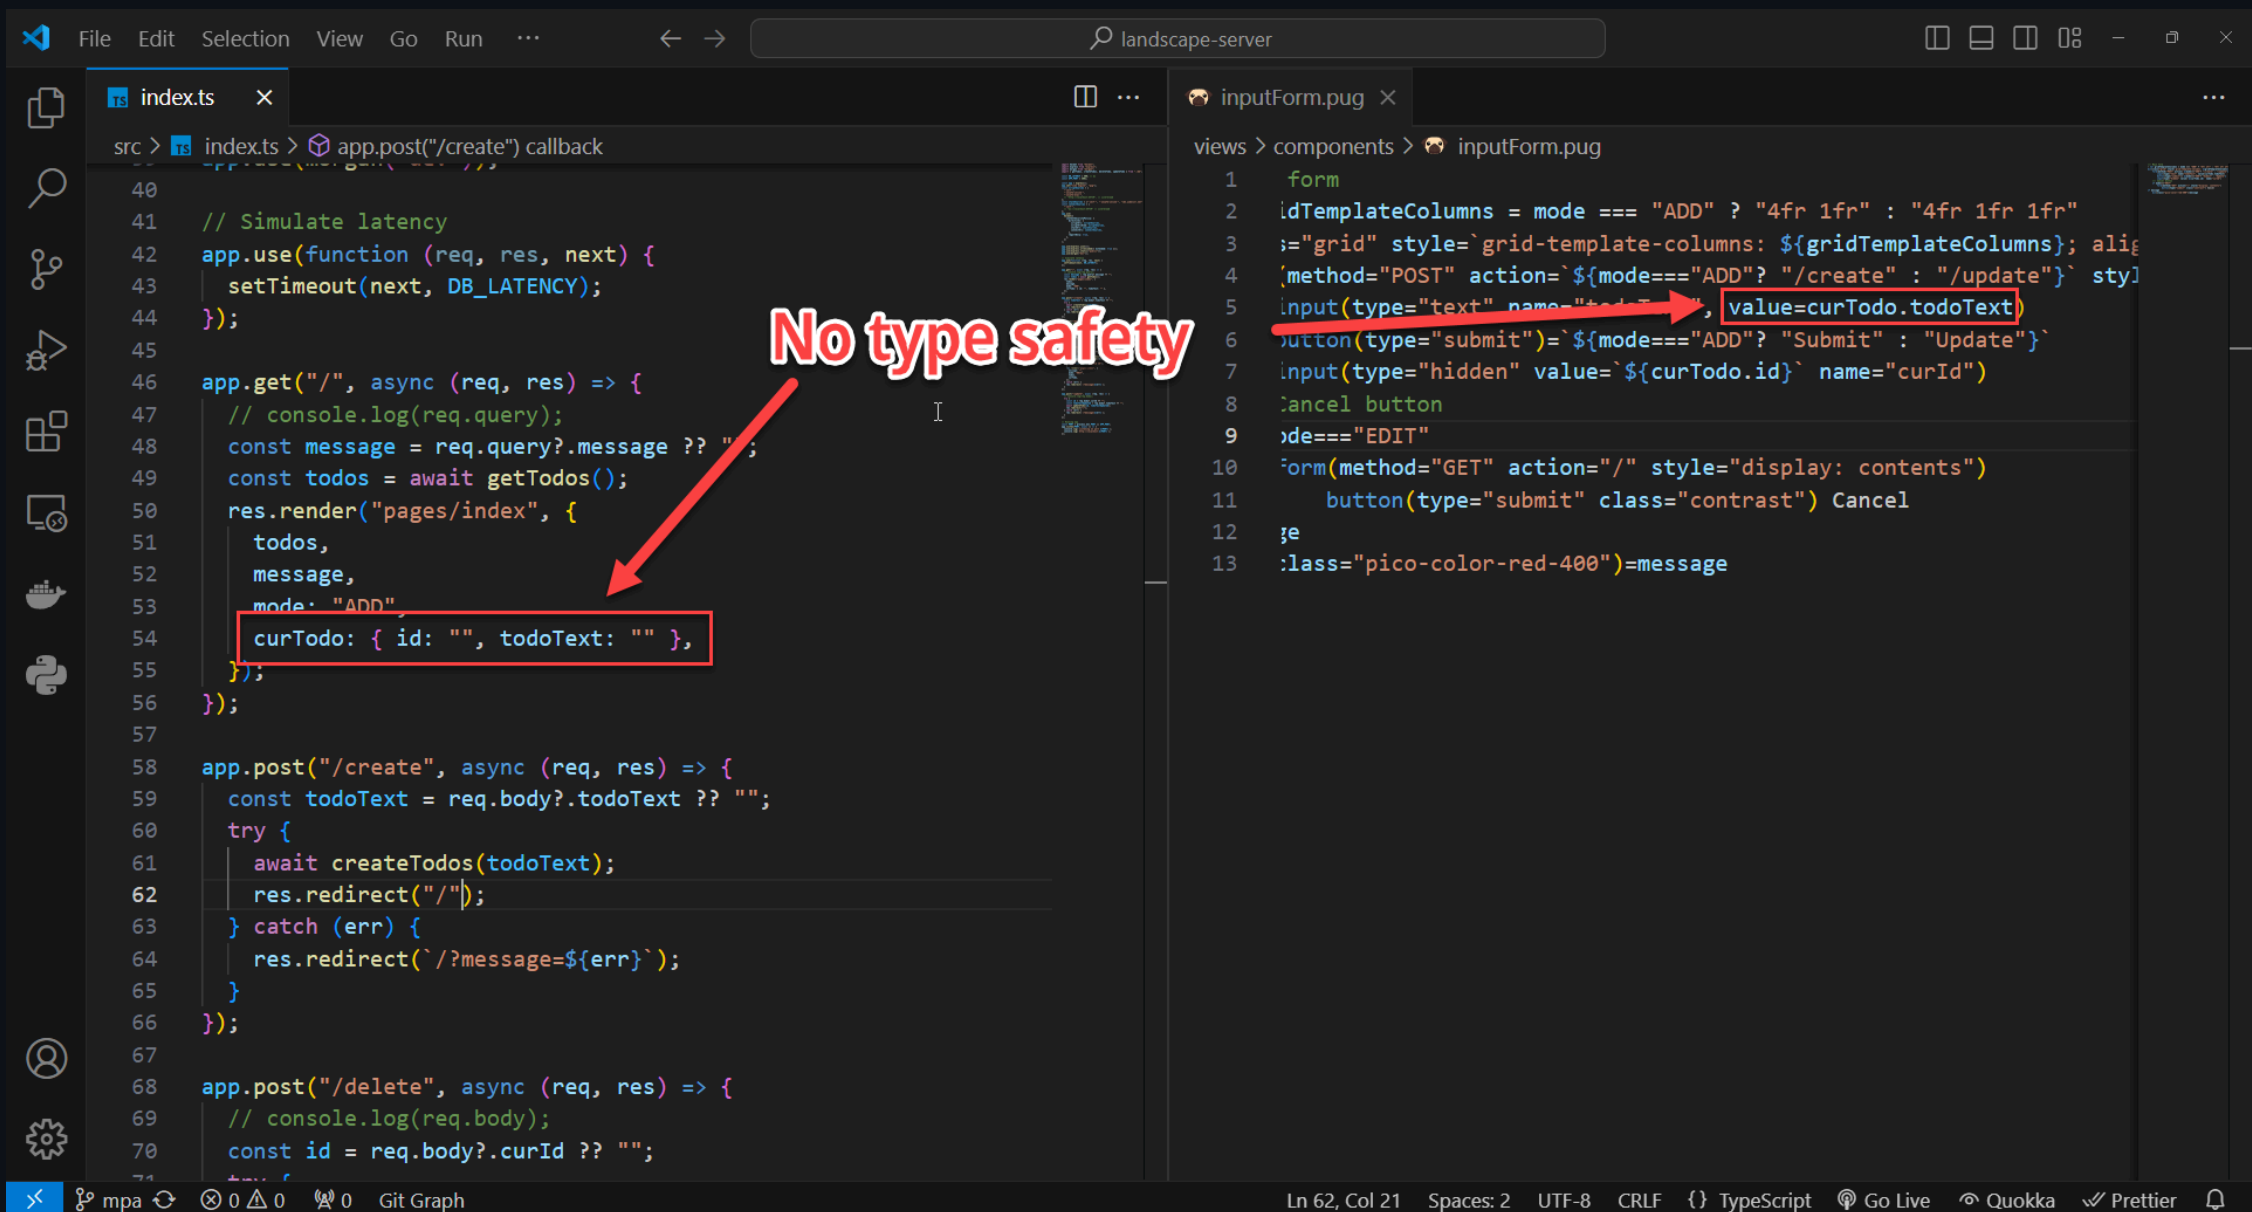 File Edit Selection View Go Run ···
landscape-server
TS index.ts
src > TS index.ts > app.post("/create") callback
40
41 // Simulate latency
42 app.use(function (req, res, next) {
43 setTimeout(next, DB_LATENCY);
44 });
45
46 app.get("/", async (req, res) => {
47 // console.log(req.query);
48 const message = req.query?.message ?? "";
49 const todos = await getTodos();
50 res.render("pages/index", {
51 todos,
52 message,
53 mode: "ADD",
54 curTodo: { id: "", todoText: "" },
55 });
56 });
57
58 app.post("/create", async (req, res) => {
59 const todoText = req.body?.todoText ?? "";
60 try {
61 await createTodos(todoText);
62 res.redirect("/");
63 } catch (err) {
64 res.redirect(`/?message=${err}`);
65 }
66 });
67
68 app.post("/delete", async (req, res) => {
69 // console.log(req.body);
70 const id = req.body?.curId ?? "";
71 try {
No type safety
inputForm.pug
views > components > inputForm.pug
1 form
2 idTemplateColumns = mode === "ADD" ? "4fr 1fr" : "4fr 1fr 1fr"
3 s="grid" style=`grid-template-columns: ${gridTemplateColumns}; alig
4 (method="POST" action=`${mode==="ADD"? "/create" : "/update"}` styl
5 input(type="text" name= , value=curTodo.todoText)
6 button(type="submit")=`${mode==="ADD"? "Submit" : "Update"}`
7 input(type="hidden" value=`${curTodo.id}` name="curId")
8 Cancel button
9 ode==="EDIT"
10 form(method="GET" action="/" style="display: contents")
11 button(type="submit" class="contrast") Cancel
12 ge
13 class="pico-color-red-400")=message
mpa 0 0 0 Git Graph
Ln 62, Col 21 Spaces: 2 UTF-8 CRLF {} TypeScript Go Live Quokka Prettier